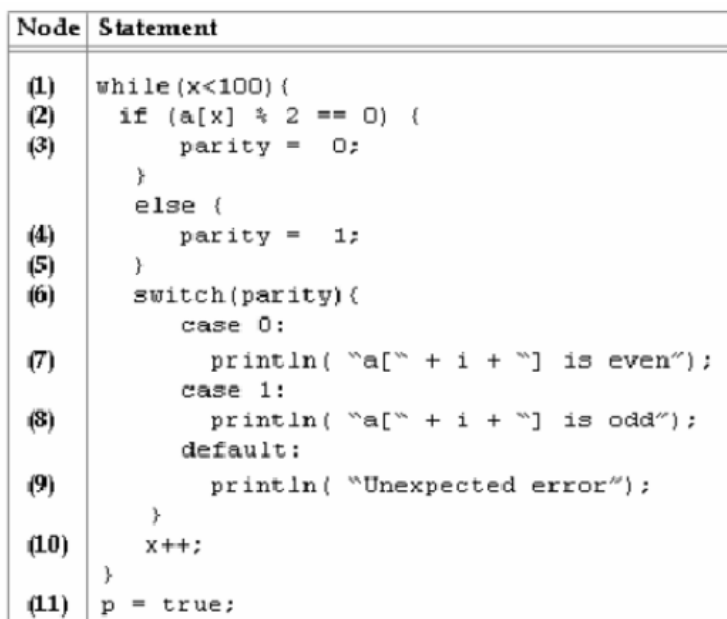 Node Statement
(1) while(x<100){
(2) if (a[x] % 2 == 0) {
(3) parity = 0;
}
else {
(4) parity = 1;
(5) }
(6) switch(parity){
case 0:
(7) println( "a[" + i + "] is even");
case 1:
(8) println( "a[" + i + "] is odd");
default:
(9) println( "Unexpected error");
}
(10) x++;
}
(11) p = true;